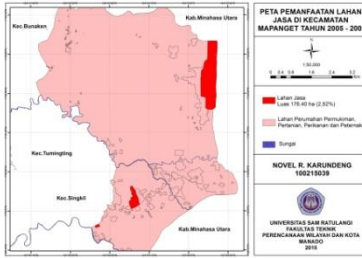 Kec.Bunaken
Kab.Minahasa Utara
Kec.Tumingting
Kec.Singkil
Kab.Minahasa Utara
PETA PEMANFAATAN LAHAN
JASA DI KECAMATAN
MAPANGET TAHUN 2005 - 200
1:50.000
Lahan Jasa
Luas 178.40 ha (2.52%)
Lahan Perumahan Permukiman,
Pertanian, Perikanan dan Peternak
Sungai
NOVEL R. KARUNDENG
100215039
UNIVERSITAS SAM RATULANGI
FAKULTAS TEKNIK
PERENCANAAN WILAYAH DAN KOTA
MANADO
2015